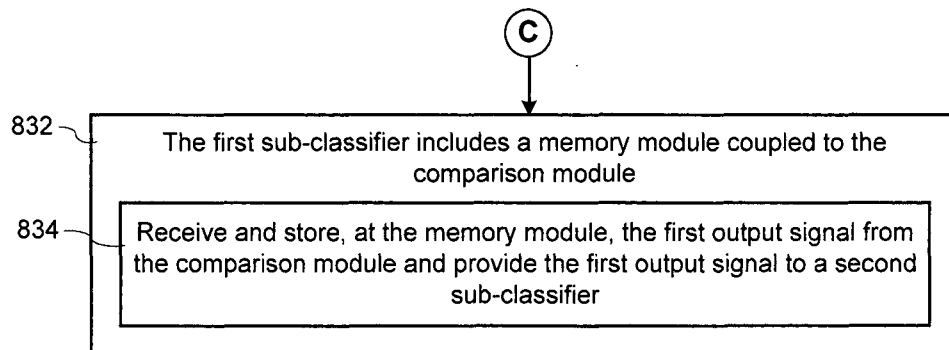 C
832
The first sub-classifier includes a memory module coupled to the
comparison module
834
Receive and store, at the memory module, the first output signal from
the comparison module and provide the first output signal to a second
sub-classifier